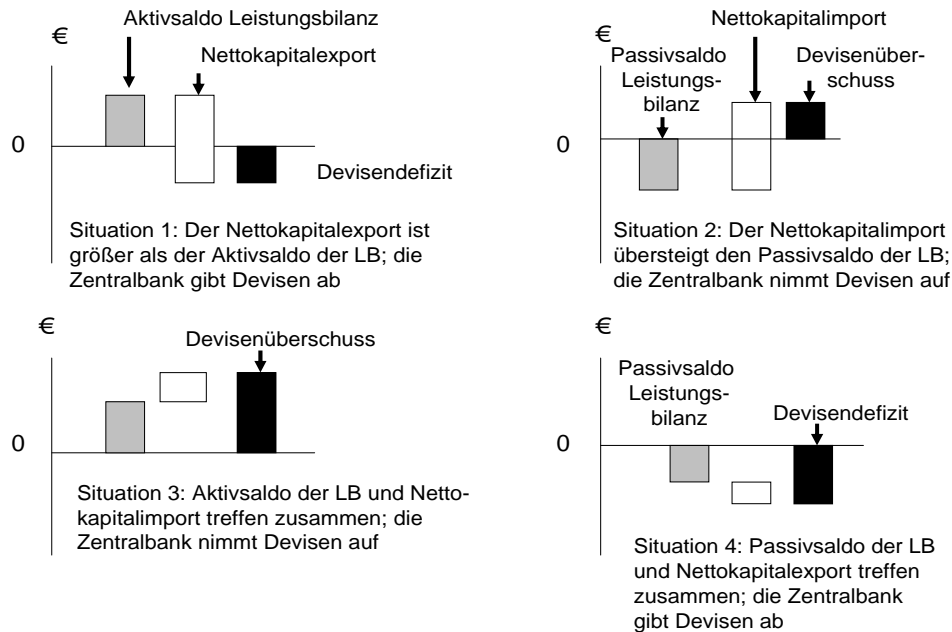 Aktivsaldo Leistungsbilanz
€
Nettokapitalexport
0
Devisendefizit
Situation 1: Der Nettokapitalexport ist
größer als der Aktivsaldo der LB; die
Zentralbank gibt Devisen ab
Nettokapitalimport
€
Passivsaldo
Leistungs-
bilanz
Devisenüber-
schuss
0
Situation 2: Der Nettokapitalimport
übersteigt den Passivsaldo der LB;
die Zentralbank nimmt Devisen auf
€
Devisenüberschuss
0
Situation 3: Aktivsaldo der LB und Netto-
kapitalimport treffen zusammen; die
Zentralbank nimmt Devisen auf
€
Passivsaldo
Leistungs-
bilanz
Devisendefizit
0
Situation 4: Passivsaldo der LB
und Nettokapitalexport treffen
zusammen; die Zentralbank
gibt Devisen ab